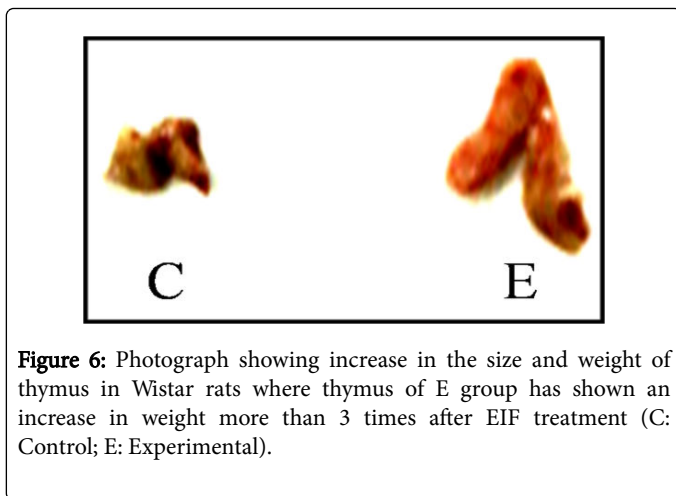 C E
Figure 6: Photograph showing increase in the size and weight of
thymus in Wistar rats where thymus of E group has shown an
increase in weight more than 3 times after EIF treatment (C:
Control; E: Experimental).